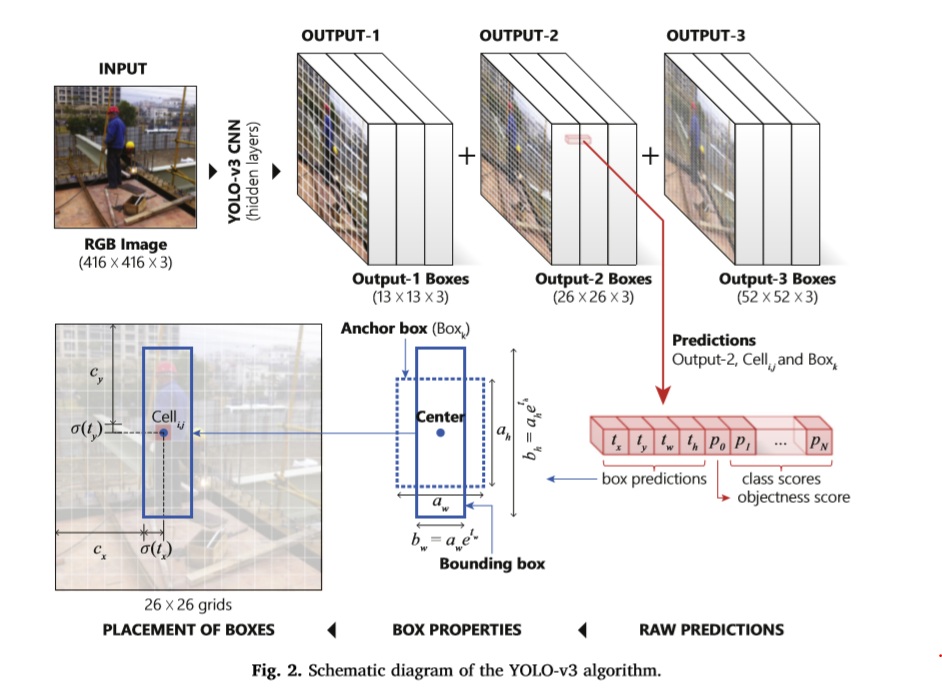 OUTPUT-1
OUTPUT-2
OUTPUT-3
INPUT
YOLO-v3 CNN
(hidden layers)
+
+
RGB Image
(416 × 416 × 3)
Output-1 Boxes
(13 × 13 × 3)
Output-2 Boxes
(26 × 26 × 3)
Output-3 Boxes
(52 × 52 × 3)
Anchor box (Box_k)
Predictions
Output-2, Cell_i,j and Box_k
c_y
σ(t_y)
Cell_i,j
c_x
σ(t_x)
Center
a_h
b_h = a_h e^t_h
a_w
b_w = a_w e^t_w
Bounding box
t_x t_y t_w t_h p_0 p_1 ... p_N
box predictions
class scores
objectness score
26 × 26 grids
PLACEMENT OF BOXES
BOX PROPERTIES
RAW PREDICTIONS
Fig. 2. Schematic diagram of the YOLO-v3 algorithm.